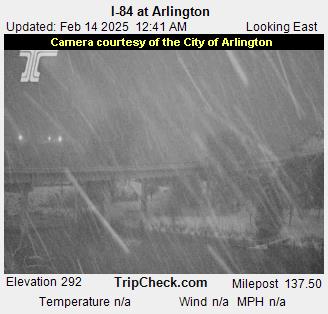 I-84 at Arlington
Updated: Feb 14 2025 12:41 AM Looking East
Camera courtesy of the City of Arlington
Elevation 292 TripCheck.com Milepost 137.50
Temperature n/a Wind n/a MPH n/a